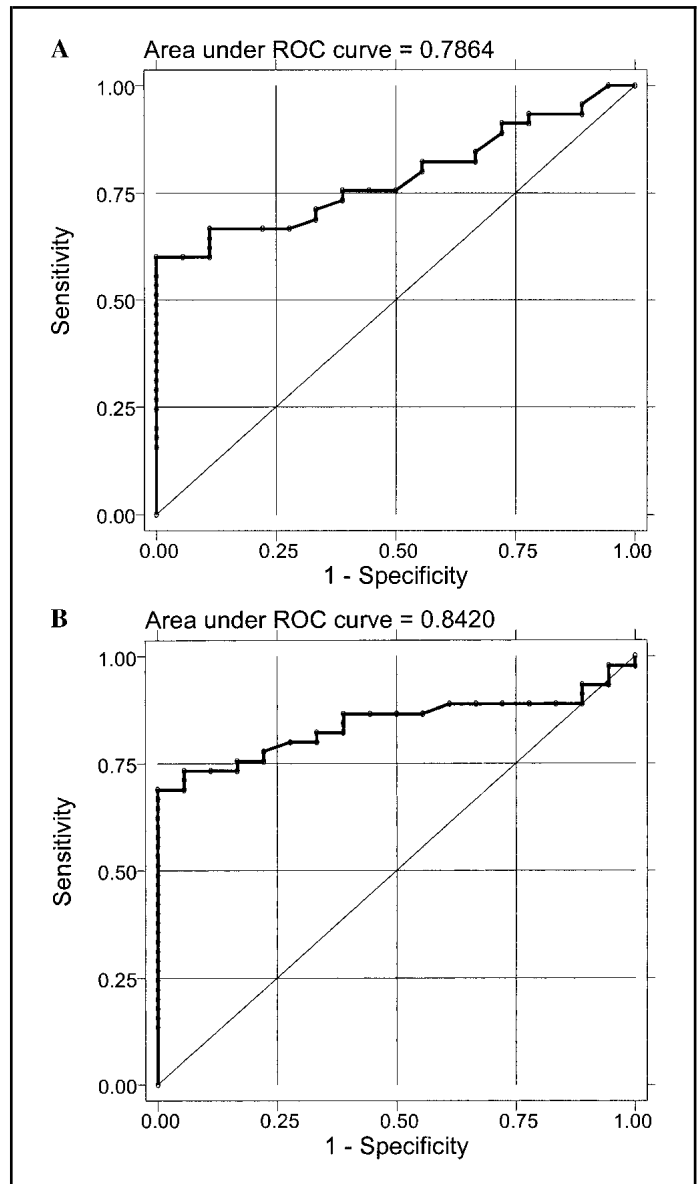 A
Area under ROC curve = 0.7864
1.00
0.75
0.50
0.25
0.00
Sensitivity
0.00 0.25 0.50 0.75 1.00
1 - Specificity
B
Area under ROC curve = 0.8420
1.00
0.75
0.50
0.25
0.00
Sensitivity
0.00 0.25 0.50 0.75 1.00
1 - Specificity